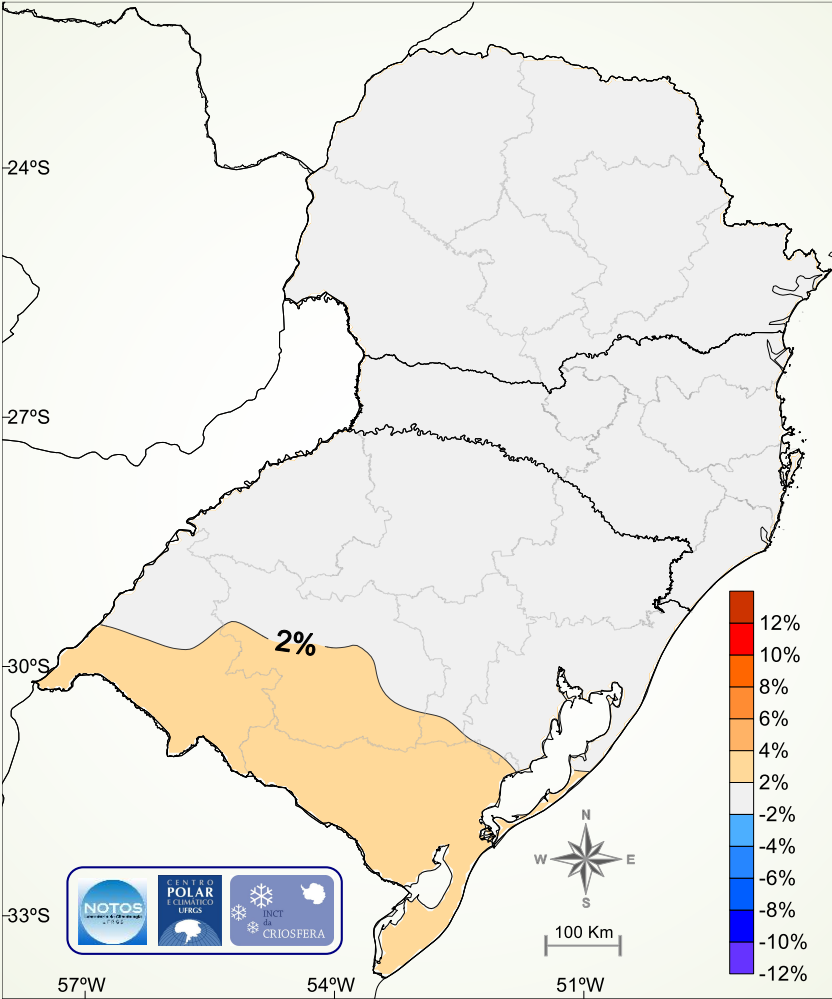 24ºS
27ºS
2%
30ºS
12%
10%
8%
6%
4%
2%
-2%
-4%
-6%
-8%
-10%
-12%
N
W E
S
100 Km
NOTOS
UFRGS
CENTRO
POLAR
E CLIMÁTICO
UFRGS
INCT
da
CRIOSFERA
33ºS
57ºW
54ºW
51ºW